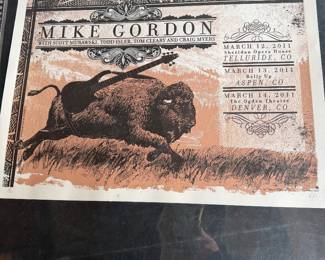 MIKE GORDON
WITH SCOTT MURAWSKI, TODD ISLER, TOM CLEARY AND CRAIG MYERS
MARCH 12, 2011
Sheridan Opera House
TELLURIDE, CO
MARCH 13, 2011
Belly Up
ASPEN, CO
MARCH 14, 2011
The Ogden Theatre
DENVER, CO